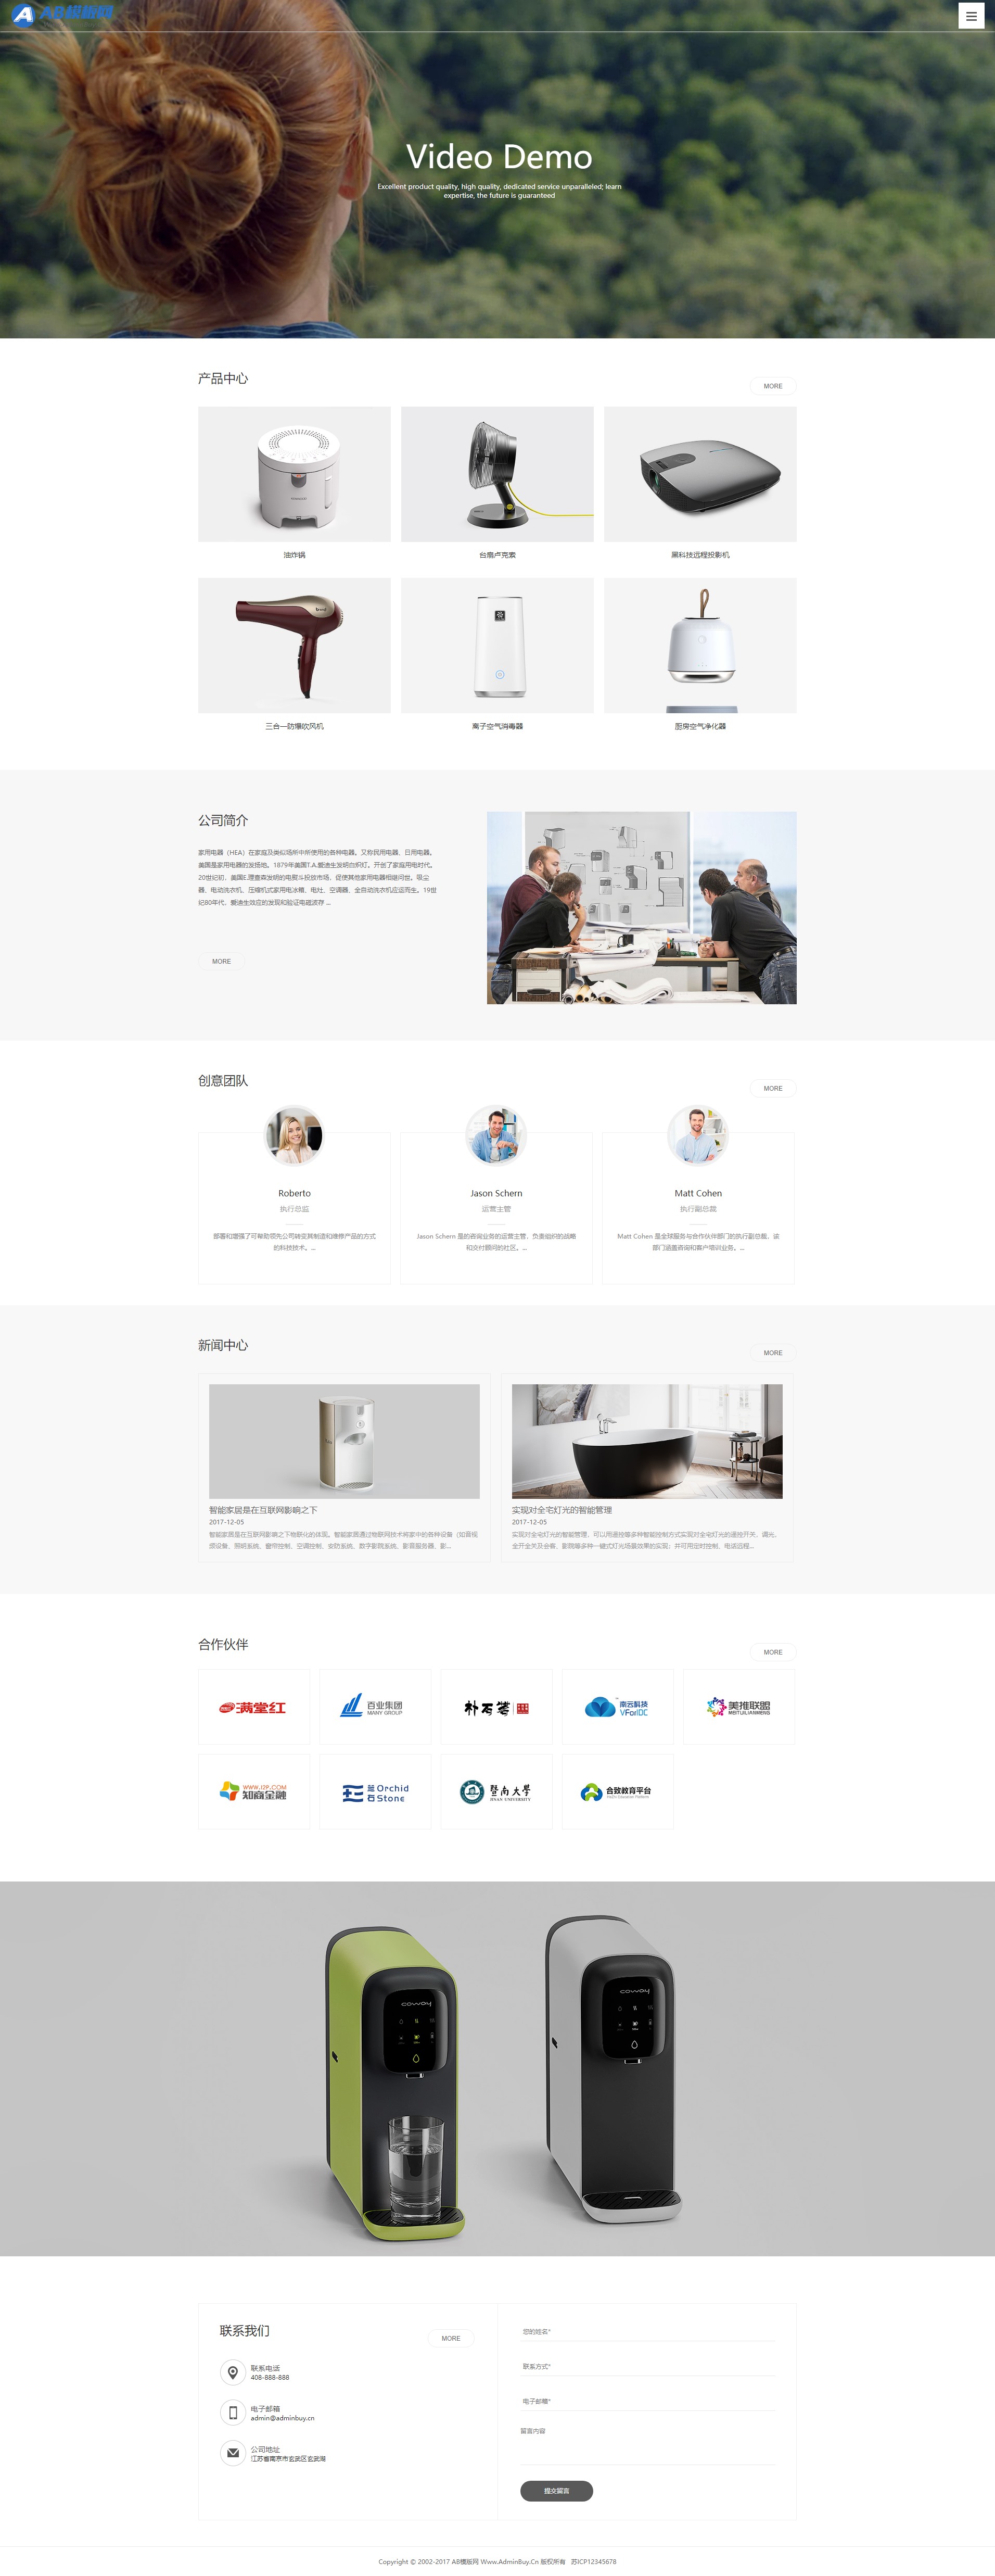 AB模板网
Video Demo
Excellent product quality, high quality, dedicated service unparalleled; learn
expertise, the future is guaranteed
产品中心
MORE
油炸锅
台扇卢克索
黑科技远程投影机
三合一防爆吹风机
离子空气消毒器
厨房空气净化器
公司简介
家用电器（HEA）在家庭及类似场所中所使用的各种电器。又称民用电器、日用电器。
美国是家用电器的发扬地。1879年美国T.A.爱迪生发明白炽灯。开创了家庭用电时代。
20世纪初，美国E.理查森发明的电熨斗投放市场，促使其他家用电器相继问世。吸尘
器、电动洗衣机、压缩机式家用电冰箱、电灶、空调器、全自动洗衣机应运而生。19世
纪80年代，爱迪生效应的发现和验证电磁波存 ...
MORE
创意团队
MORE
Roberto
执行总监
部署和增强了可帮助领先公司转变其制造和维修产品的方式
的科技技术。...
Jason Schern
运营主管
Jason Schern 是的咨询业务的运营主管，负责组织的战略
和交付顾问的社区。...
Matt Cohen
执行副总裁
Matt Cohen 是全球服务与合作伙伴部门的执行副总裁，该
部门涵盖咨询和客户培训业务。...
新闻中心
MORE
智能家居是在互联网影响之下
2017-12-05
智能家居是在互联网影响之下物联化的体现。智能家居通过物联网技术将家中的各种设备（如音视
频设备、照明系统、窗帘控制、空调控制、安防系统、数字影院系统、影音服务器、影...
实现对全宅灯光的智能管理
2017-12-05
实现对全宅灯光的智能管理，可以用遥控等多种智能控制方式实现对全宅灯光的遥控开关，调光，
全开全关及会客、影院等多种一键式灯光场景效果的实现；并可用定时控制、电话远程...
合作伙伴
MORE
满堂红
百业集团
MAHY GROUP
南云科技
VForIDC
美推联盟
MEITUILIANMENG
WWW.I2P.COM
知商金融
蓝石 Orchid Stone
暨南大学
JINAN UNIVERSITY
合致教育平台
coway
coway
联系我们
MORE
联系电话
408-888-888
电子邮箱
admin@adminbuy.cn
公司地址
江苏省南京市玄武区玄武湖
您的姓名*
联系方式*
电子邮箱*
留言内容
提交留言
Copyright © 2002-2017 AB模板网 Www.AdminBuy.Cn 版权所有 苏ICP12345678